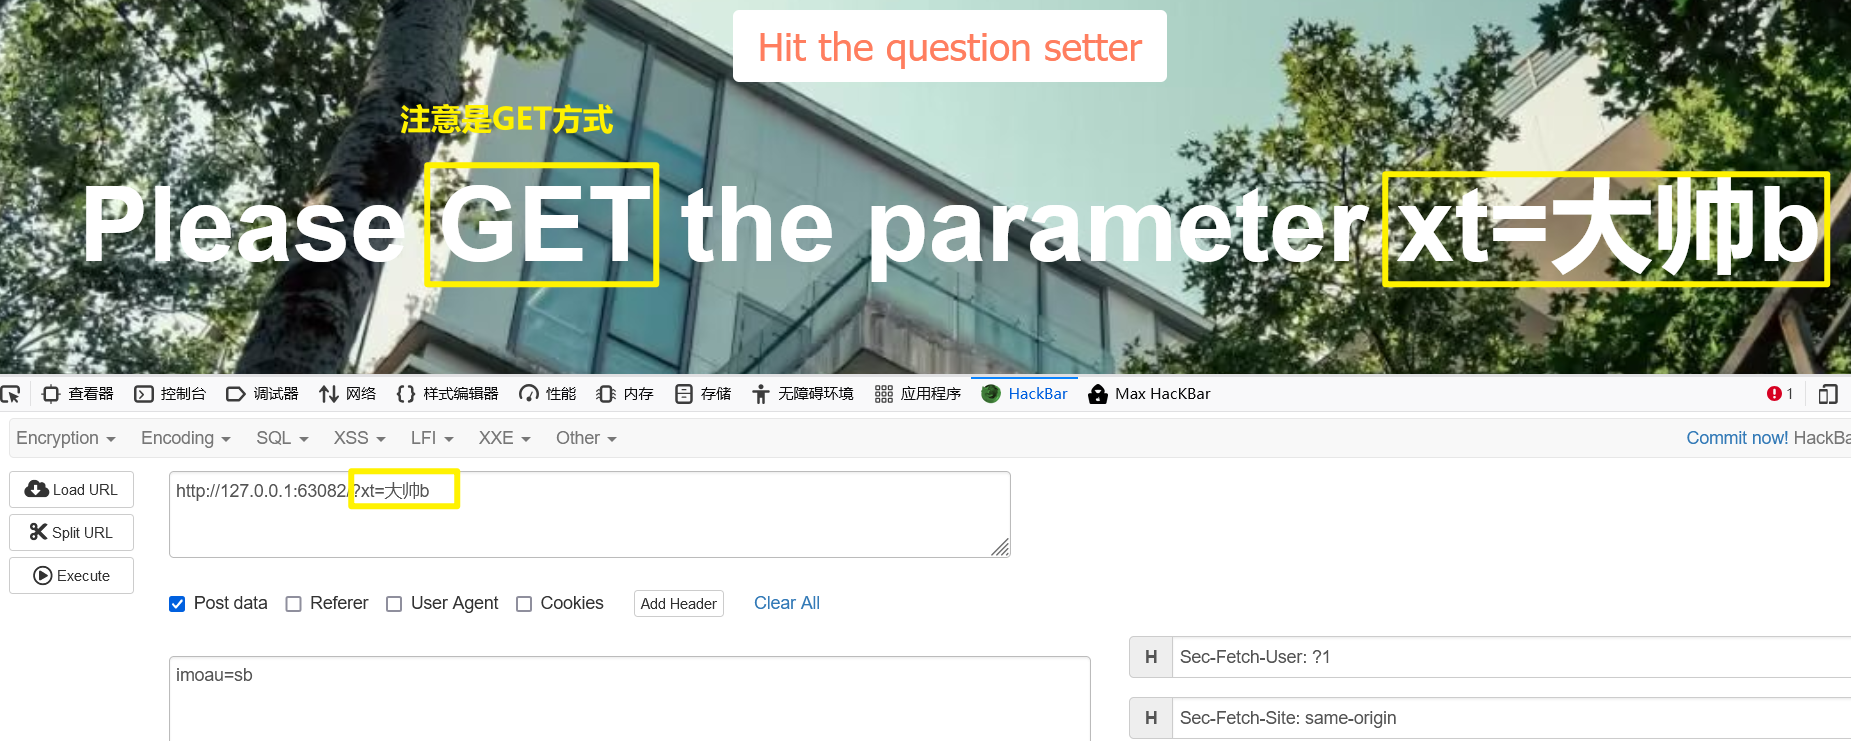 Hit the question setter
注意是GET方式
Please GET the parameter xt=大帅b
查看器 控制台 调试器 网络 样式编辑器 性能 内存 存储 无障碍环境 应用程序 HackBar Max HacKBar 1
Encryption Encoding SQL XSS LFI XXE Other Commit now! HackBa
Load URL
http://127.0.0.1:63082/?xt=大帅b
Split URL
Execute
Post data Referer User Agent Cookies Add Header Clear All
H Sec-Fetch-User: ?1
imoau=sb
H Sec-Fetch-Site: same-origin